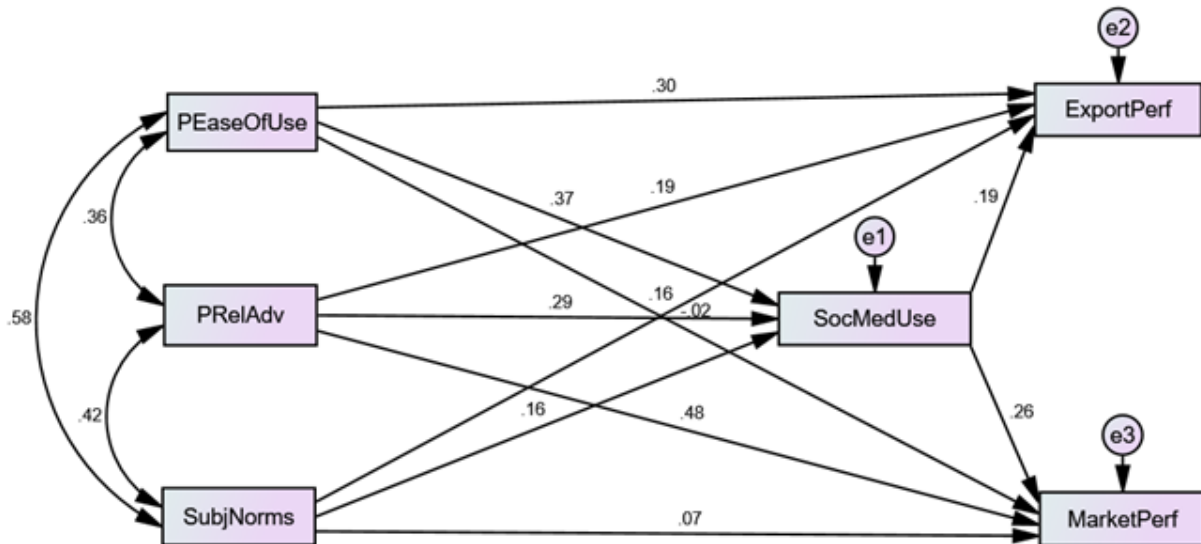 e2
.30
PEaseOfUse
ExportPerf
.36
.37
.19
.19
e1
.58
PRelAdv
.29
.16
-.02
SocMedUse
.42
.16
.48
.26
e3
SubjNorms
.07
MarketPerf